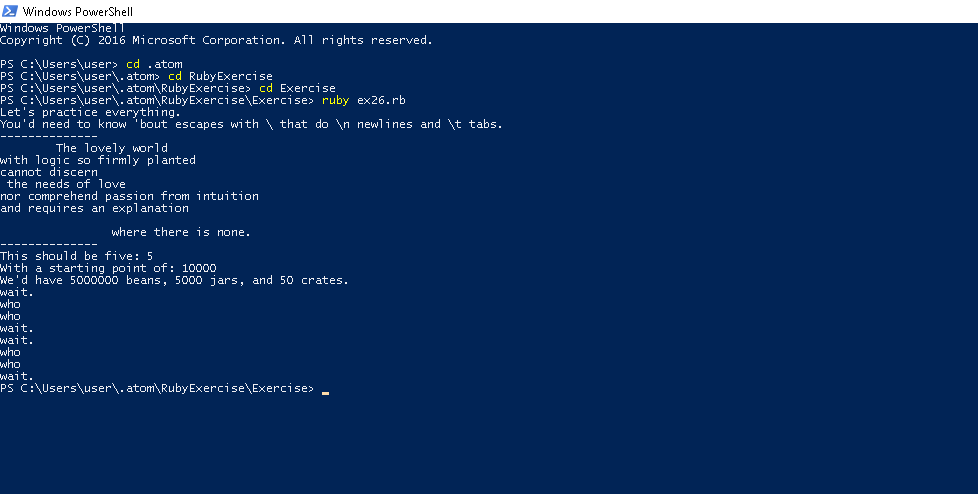 Windows PowerShell
Windows PowerShell
Copyright (C) 2016 Microsoft Corporation. All rights reserved.
PS C:\Users\user> cd .atom
PS C:\Users\user\.atom> cd RubyExercise
PS C:\Users\user\.atom\RubyExercise> cd Exercise
PS C:\Users\user\.atom\RubyExercise\Exercise> ruby ex26.rb
Let's practice everything.
You'd need to know 'bout escapes with \ that do \n newlines and \t tabs.
--------------
        The lovely world
with logic so firmly planted
cannot discern
 the needs of love
nor comprehend passion from intuition
and requires an explanation
                where there is none.
--------------
This should be five: 5
With a starting point of: 10000
We'd have 5000000 beans, 5000 jars, and 50 crates.
wait.
who
who
wait.
wait.
who
who
wait.
PS C:\Users\user\.atom\RubyExercise\Exercise>